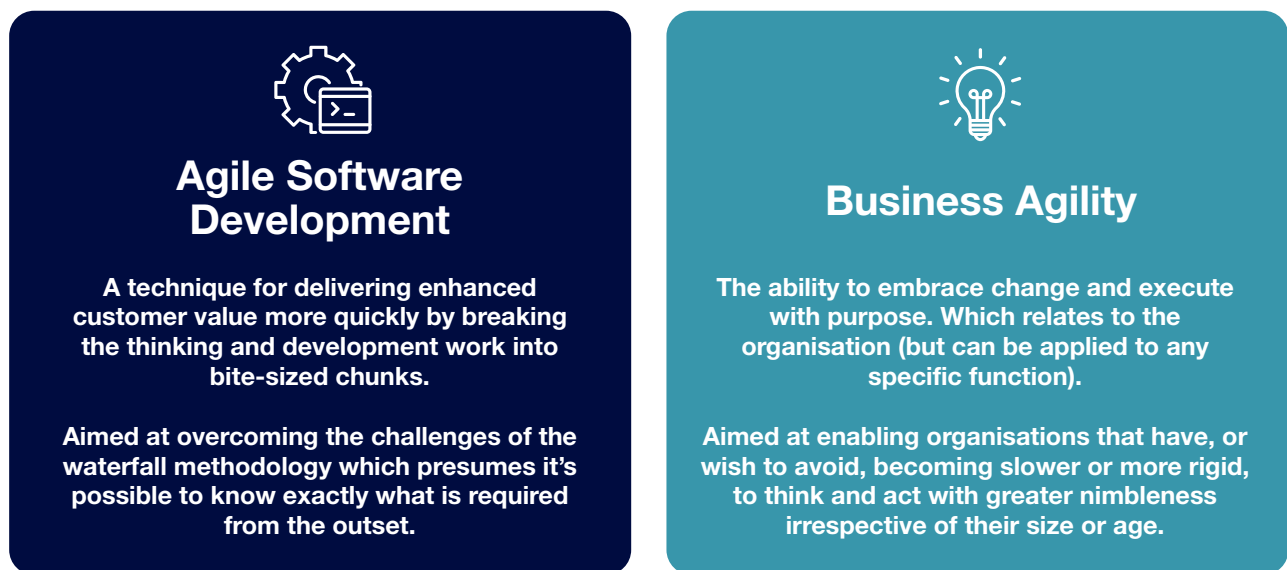 >_
Agile Software
Development
A technique for delivering enhanced
customer value more quickly by breaking
the thinking and development work into
bite-sized chunks.
Aimed at overcoming the challenges of the
waterfall methodology which presumes it’s
possible to know exactly what is required
from the outset.
Business Agility
The ability to embrace change and execute
with purpose. Which relates to the
organisation (but can be applied to any
specific function).
Aimed at enabling organisations that have, or
wish to avoid, becoming slower or more rigid,
to think and act with greater nimbleness
irrespective of their size or age.